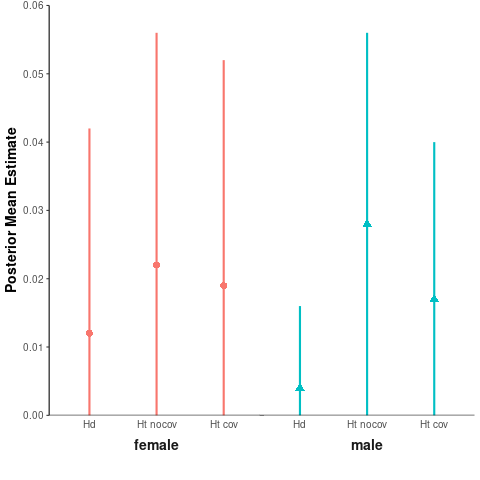 0.06
0.05
0.04
0.03
0.02
0.01
0.00
Posterior Mean Estimate
Hd Ht nocov Ht cov Hd Ht nocov Ht cov
female male